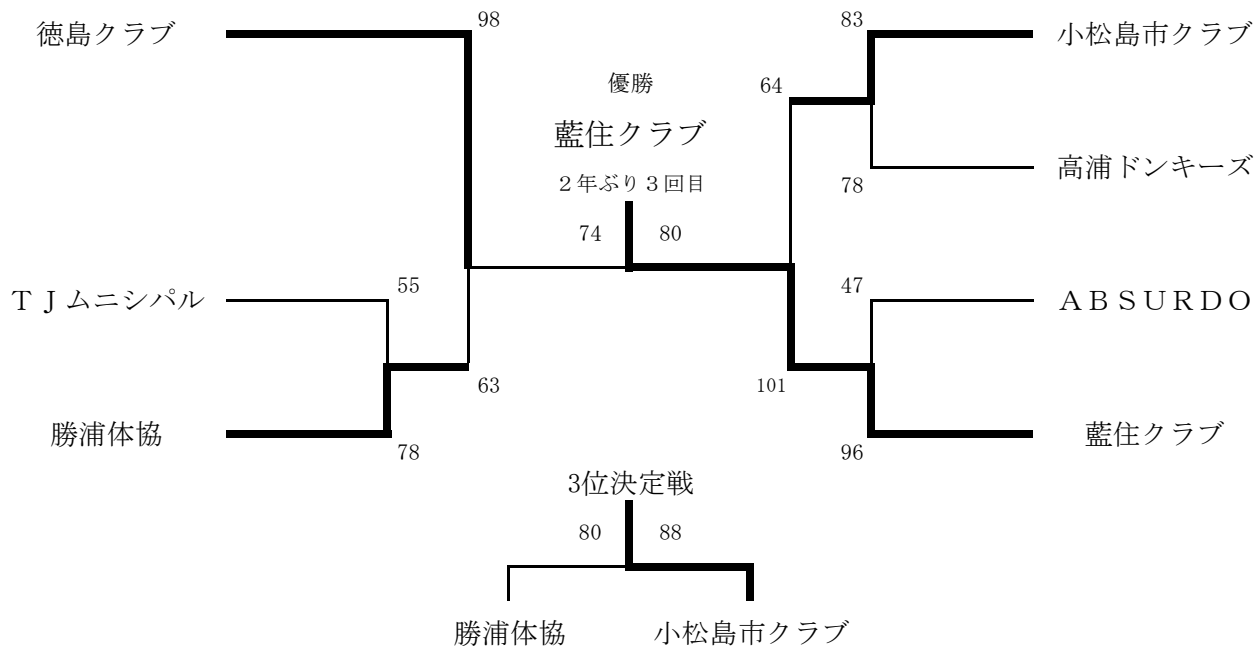 98
83
徳島クラブ
小松島市クラブ
優勝
64
藍住クラブ
高浦ドンキーズ
２年ぶり３回目
78
74
80
55
47
ＴＪムニシパル
ＡＢＳＵＲＤＯ
63
101
勝浦体協
藍住クラブ
78
96
3位決定戦
80
88
勝浦体協
小松島市クラブ